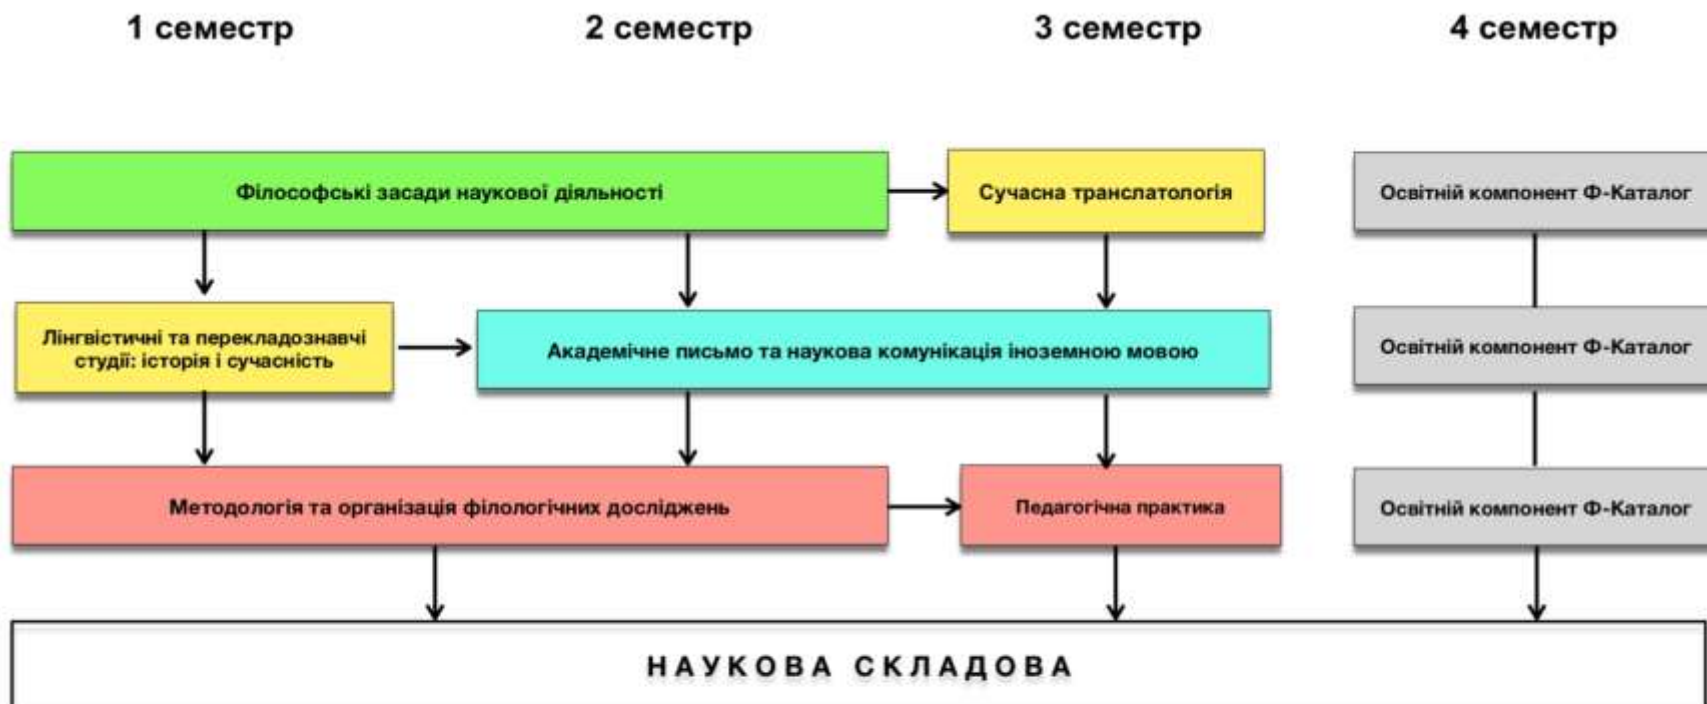 1 семестр
2 семестр
3 семестр
4 семестр
Філософські засади наукової діяльності
Сучасна транслатологія
Освітній компонент Ф-Каталог
Лінгвістичні та перекладознавчі
студії: історія і сучасність
Академічне письмо та наукова комунікація іноземною мовою
Освітній компонент Ф-Каталог
Методологія та організація філологічних досліджень
Педагогічна практика
Освітній компонент Ф-Каталог
НАУКОВА СКЛАДОВА